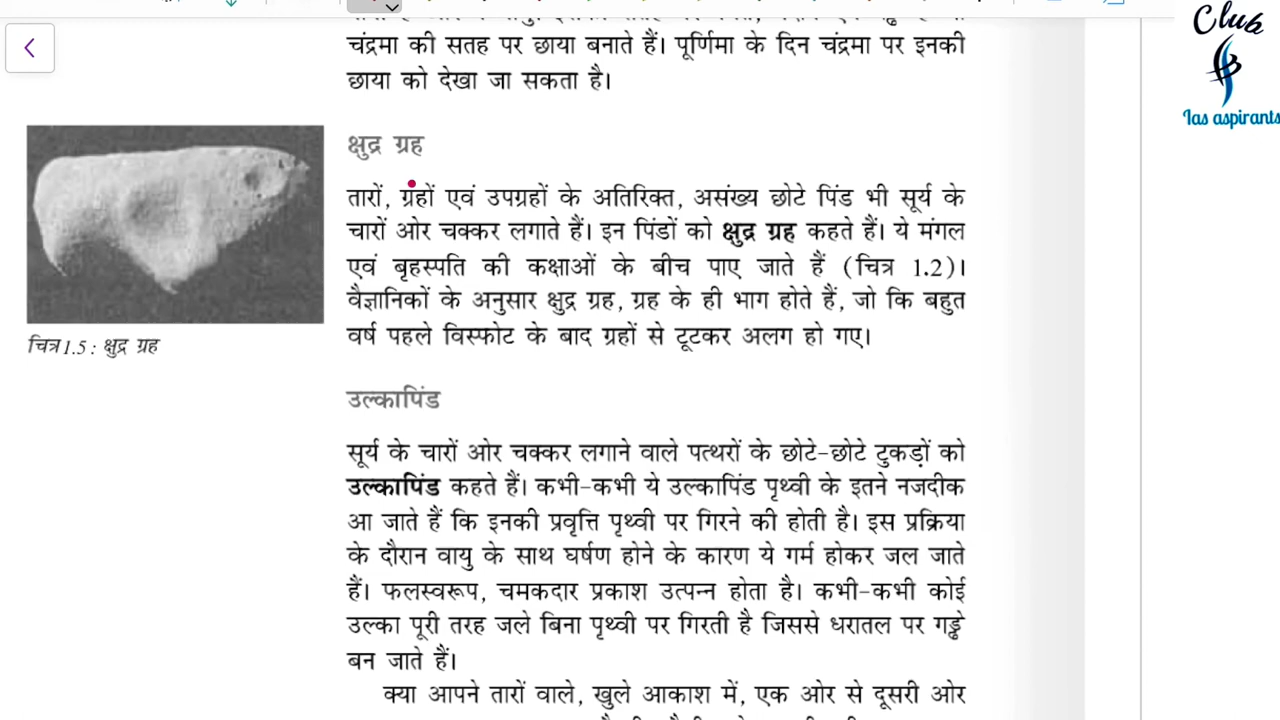 Club
Ias aspirants
चंद्रमा की सतह पर छाया बनाते हैं। पूर्णिमा के दिन चंद्रमा पर इनकी
छाया को देखा जा सकता है।
क्षुद्र ग्रह
तारों, ग्रहों एवं उपग्रहों के अतिरिक्त, असंख्य छोटे पिंड भी सूर्य के
चारों ओर चक्कर लगाते हैं। इन पिंडों को क्षुद्र ग्रह कहते हैं। ये मंगल
एवं बृहस्पति की कक्षाओं के बीच पाए जाते हैं (चित्र 1.2)।
वैज्ञानिकों के अनुसार क्षुद्र ग्रह, ग्रह के ही भाग होते हैं, जो कि बहुत
वर्ष पहले विस्फोट के बाद ग्रहों से टूटकर अलग हो गए।
चित्र 1.5 : क्षुद्र ग्रह
उल्कापिंड
सूर्य के चारों ओर चक्कर लगाने वाले पत्थरों के छोटे-छोटे टुकड़ों को
उल्कापिंड कहते हैं। कभी-कभी ये उल्कापिंड पृथ्वी के इतने नजदीक
आ जाते हैं कि इनकी प्रवृत्ति पृथ्वी पर गिरने की होती है। इस प्रक्रिया
के दौरान वायु के साथ घर्षण होने के कारण ये गर्म होकर जल जाते
हैं। फलस्वरूप, चमकदार प्रकाश उत्पन्न होता है। कभी-कभी कोई
उल्का पूरी तरह जले बिना पृथ्वी पर गिरती है जिससे धरातल पर गड्ढे
बन जाते हैं।
क्या आपने तारों वाले, खुले आकाश में, एक ओर से दूसरी ओर